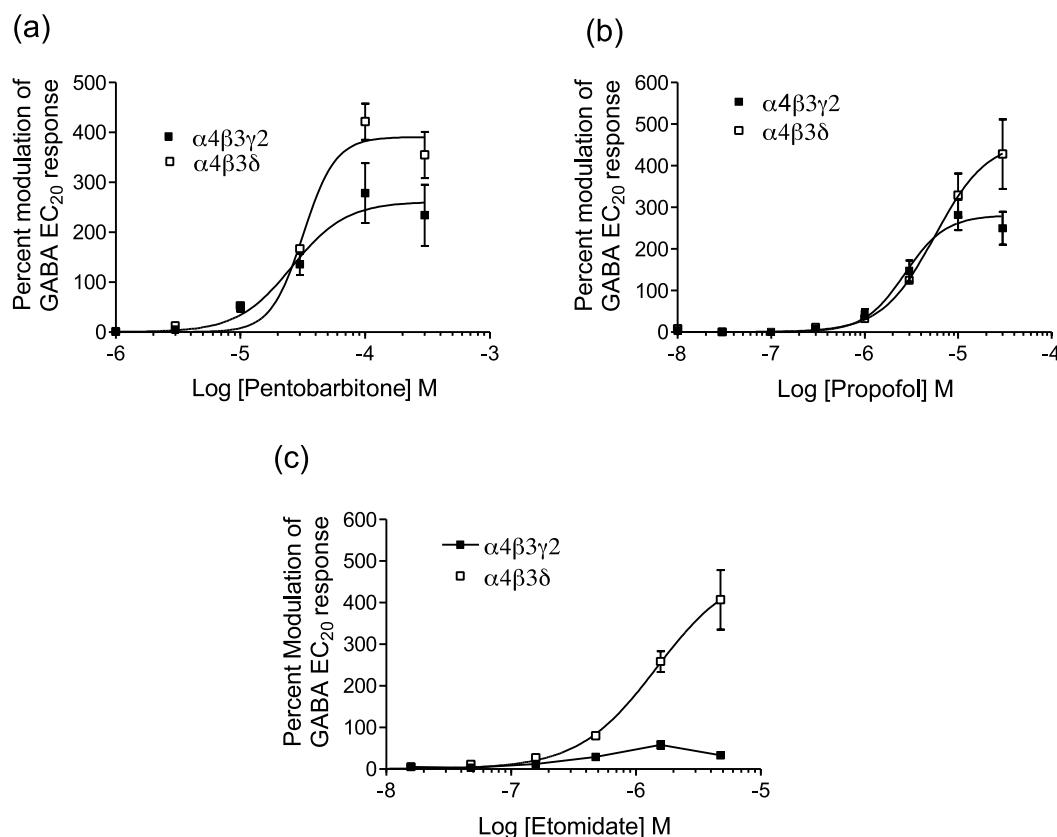 (a)
Percent modulation of
GABA EC20 response
500
400
300
200
100
0
α4β3γ2
α4β3δ
-6
-5
-4
-3
Log [Pentobarbitone] M
(b)
Percent modulation of
GABA EC20 response
600
500
400
300
200
100
0
α4β3γ2
α4β3δ
-8
-7
-6
-5
-4
Log [Propofol] M
(c)
Percent Modulation of
GABA EC20 response
600
500
400
300
200
100
0
α4β3γ2
α4β3δ
-8
-7
-6
-5
Log [Etomidate] M